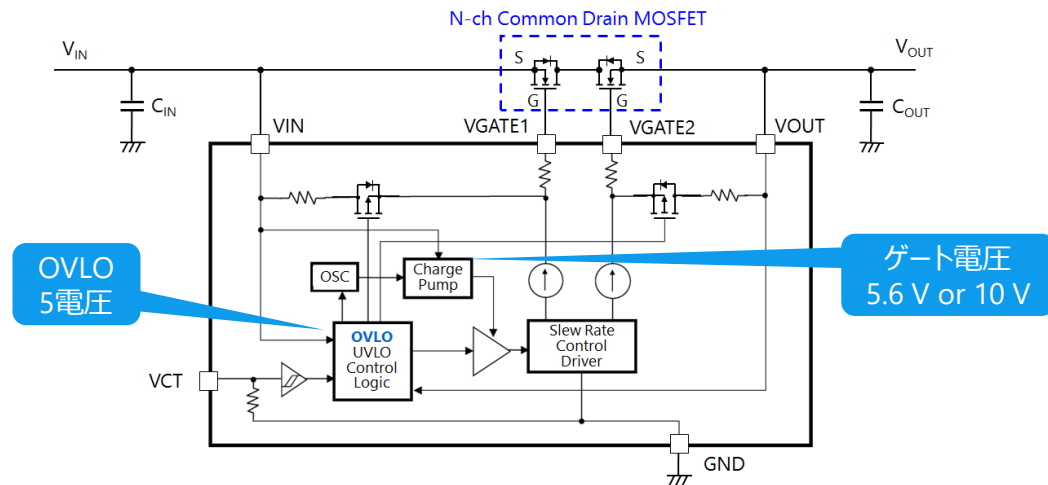 N-ch Common Drain MOSFET
VIN
VOUT
S
S
G
G
CIN
COUT
VIN
VGATE1
VGATE2
VOUT
OVLO
5電圧
ゲート電圧
5.6 V or 10 V
OSC
Charge
Pump
OVLO
UVLO
Control
Logic
Slew Rate
Control
Driver
VCT
GND